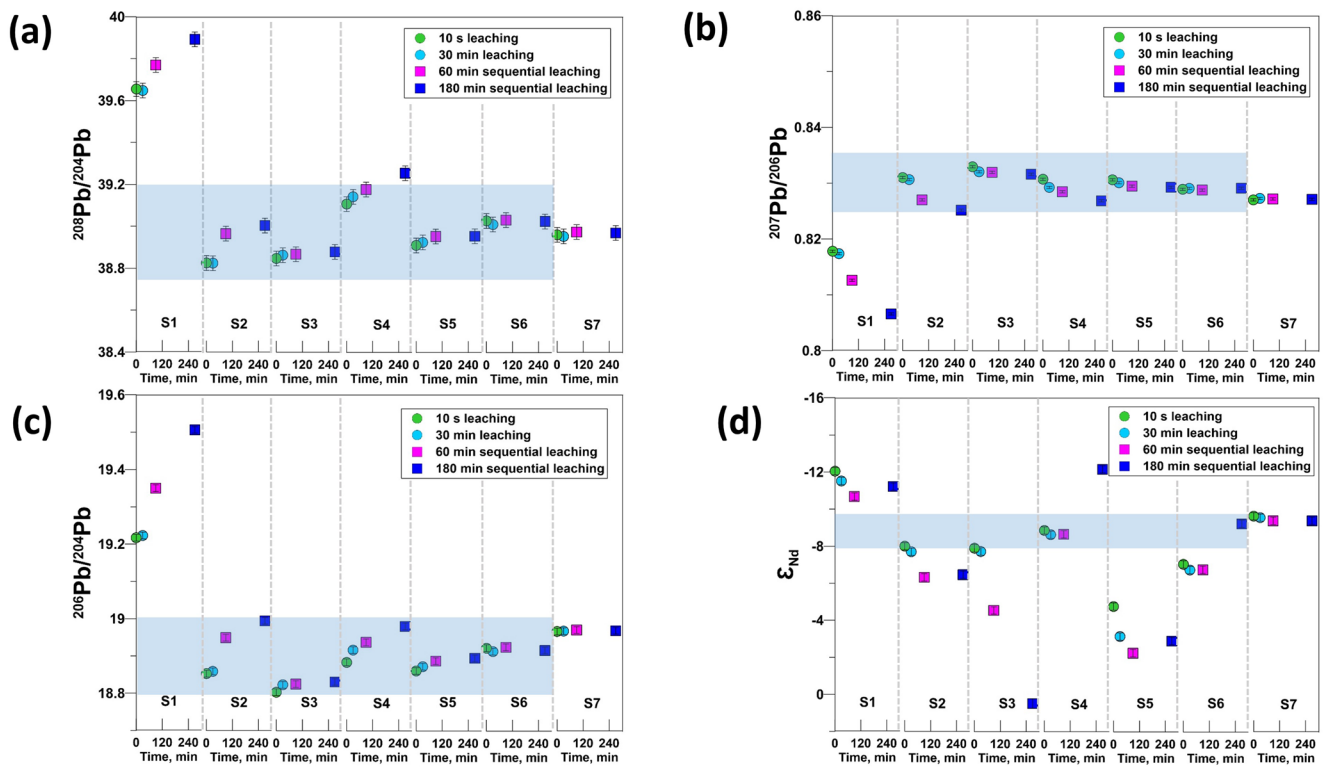 (a)
40
39.6
39.2
38.8
38.4
208Pb/204Pb
10 s leaching
30 min leaching
60 min sequential leaching
180 min sequential leaching
S1 S2 S3 S4 S5 S6 S7
0 120 240 0 120 240 0 120 240 0 120 240 0 120 240 0 120 240 0 120 240
Time, min Time, min Time, min Time, min Time, min Time, min Time, min
(b)
0.86
0.84
0.82
0.8
207Pb/206Pb
10 s leaching
30 min leaching
60 min sequential leaching
180 min sequential leaching
S1 S2 S3 S4 S5 S6 S7
0 120 240 0 120 240 0 120 240 0 120 240 0 120 240 0 120 240 0 120 240
Time, min Time, min Time, min Time, min Time, min Time, min Time, min
(c)
19.6
19.4
19.2
19
18.8
206Pb/204Pb
10 s leaching
30 min leaching
60 min sequential leaching
180 min sequential leaching
S1 S2 S3 S4 S5 S6 S7
0 120 240 0 120 240 0 120 240 0 120 240 0 120 240 0 120 240 0 120 240
Time, min Time, min Time, min Time, min Time, min Time, min Time, min
(d)
-16
-12
-8
-4
0
εNd
10 s leaching
30 min leaching
60 min sequential leaching
180 min sequential leaching
S1 S2 S3 S4 S5 S6 S7
0 120 240 0 120 240 0 120 240 0 120 240 0 120 240 0 120 240 0 120 240
Time, min Time, min Time, min Time, min Time, min Time, min Time, min